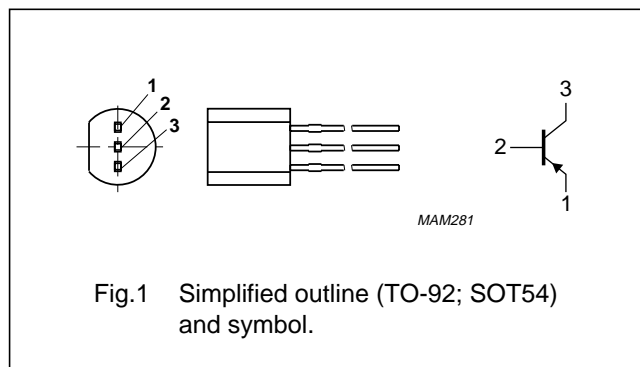 1
2
3
3
2
1
MAM281
Fig.1 Simplified outline (TO-92; SOT54)
and symbol.